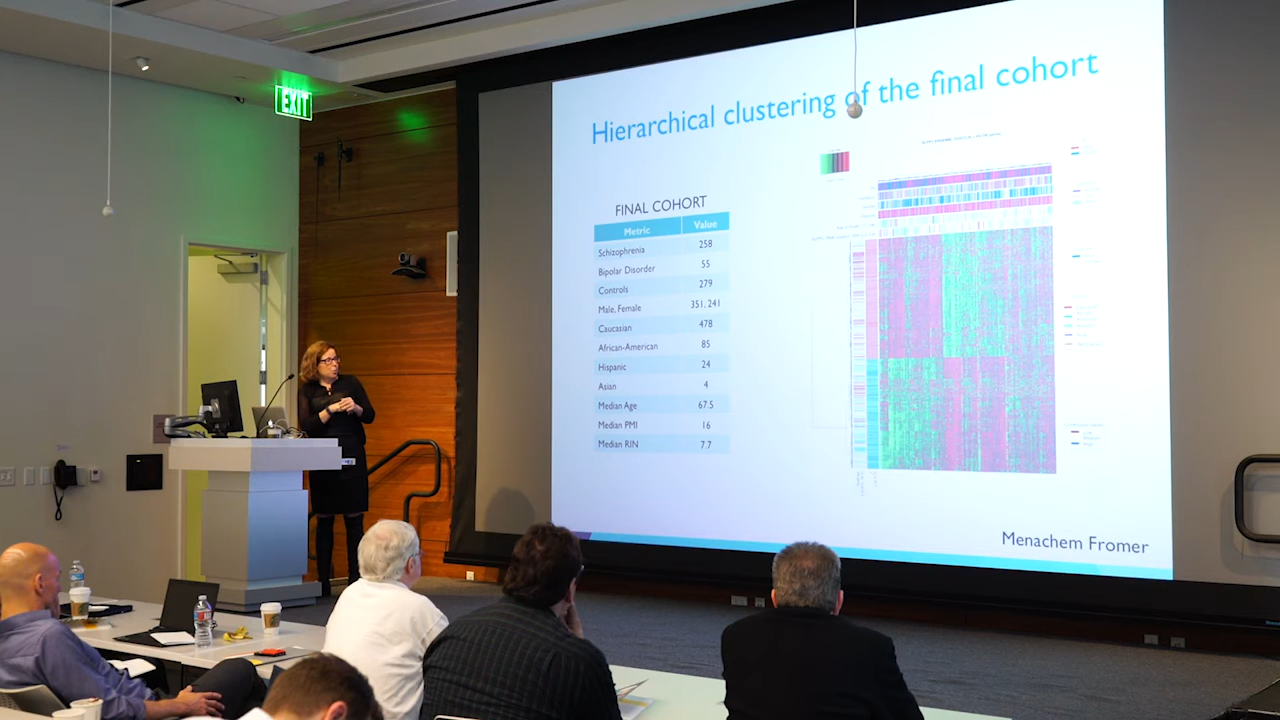 EXIT
Hierarchical clustering of the final cohort
FINAL COHORT
Metric Value
Schizophrenia 258
Bipolar Disorder 55
Controls 279
Male, Female 351, 241
Caucasian 478
African-American 85
Hispanic 24
Asian 4
Median Age 67.5
Median PMI 16
Median RIN 7.7
Menachem Fromer